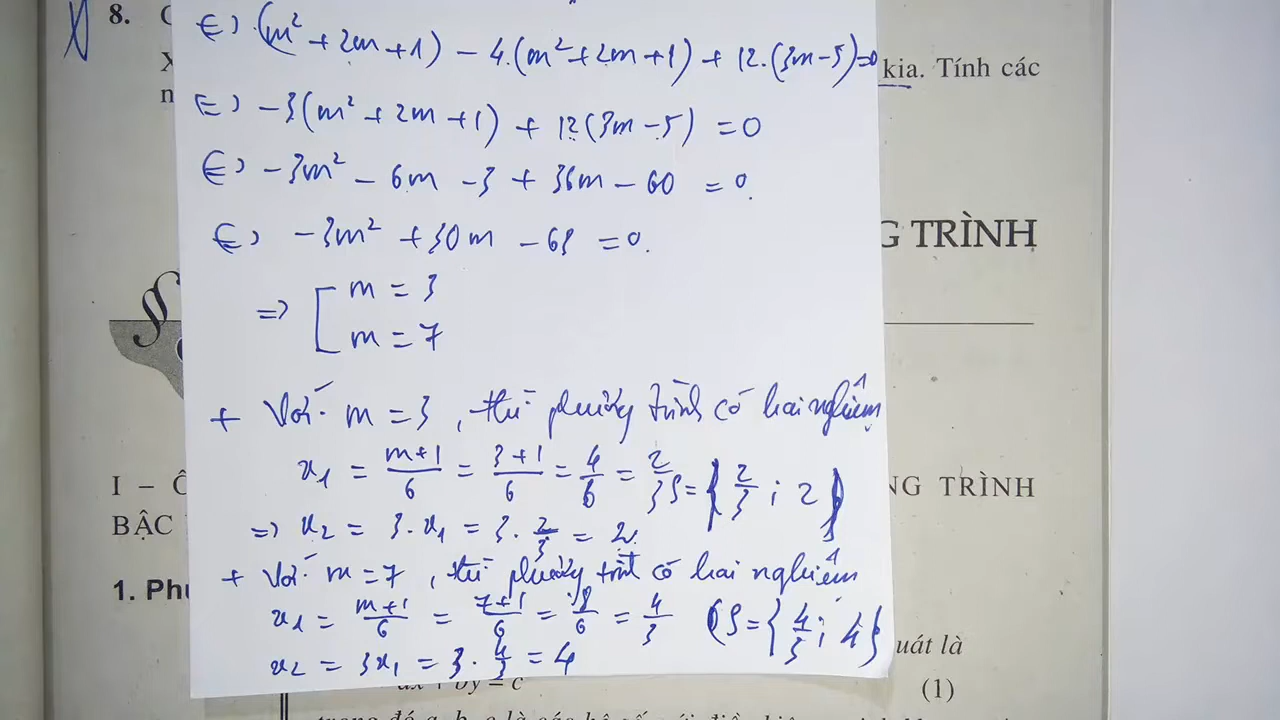 8. C
X kia. Tính các
n
⇔ (m² + 2m + 1) – 4.(m² + 2m + 1) + 12.(3m – 5) = 0
⇔ –3(m² + 2m + 1) + 12(3m – 5) = 0
⇔ –3m² – 6m – 3 + 36m – 60 = 0.
⇔ –3m² + 30m – 63 = 0.
G TRÌNH
⇒ [ m = 3
m = 7
+ Với m = 3, thì phương trình có hai nghiệm
x₁ = (m+1)/6 = (3+1)/6 = 4/6 = 2/3 S = {2/3 ; 2}
⇒ x₂ = 3.x₁ = 3.2/3 = 2.
I – NG TRÌNH
BẬC
+ Với m = 7, thì phương trình có hai nghiệm
1. Phư
x₁ = (m+1)/6 = (7+1)/6 = 8/6 = 4/3 (S = {4/3 ; 4}
x₂ = 3x₁ = 3.4/3 = 4
uát là
ax + by = c (1)